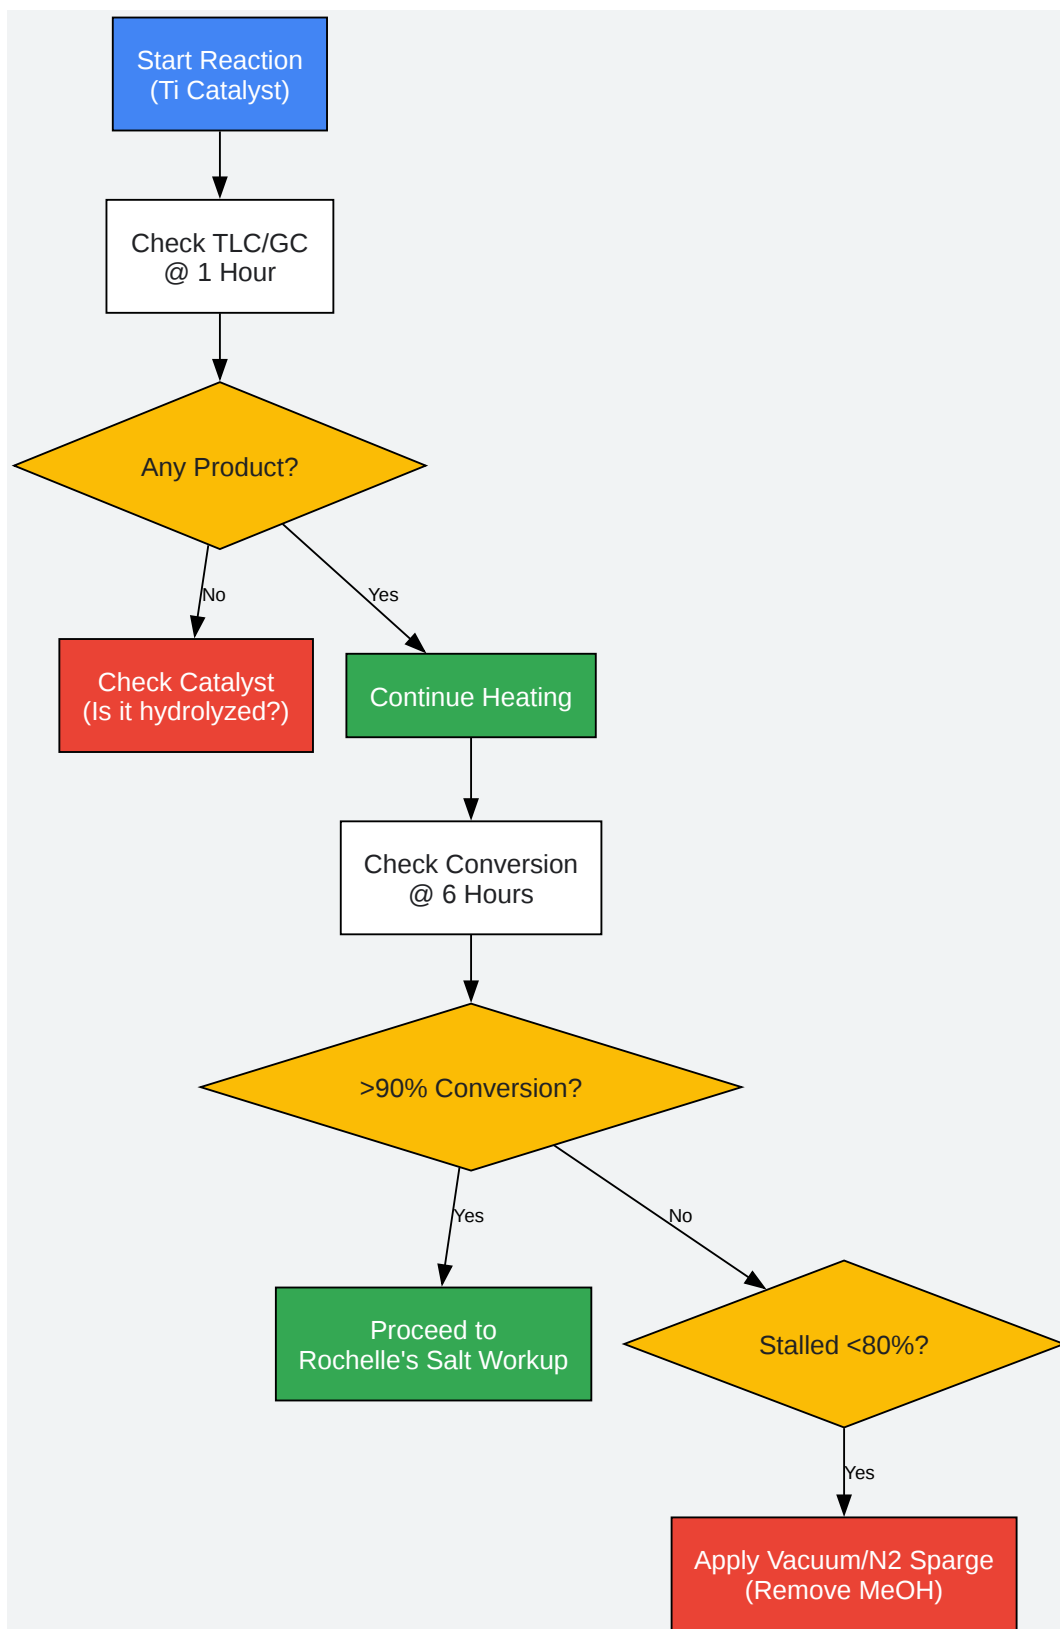 Start Reaction
(Ti Catalyst)
Check TLC/GC
@ 1 Hour
Any Product?
No
Yes
Check Catalyst
(Is it hydrolyzed?)
Continue Heating
Check Conversion
@ 6 Hours
>90% Conversion?
Yes
No
Proceed to
Rochelle's Salt Workup
Stalled <80%?
Yes
Apply Vacuum/N2 Sparge
(Remove MeOH)